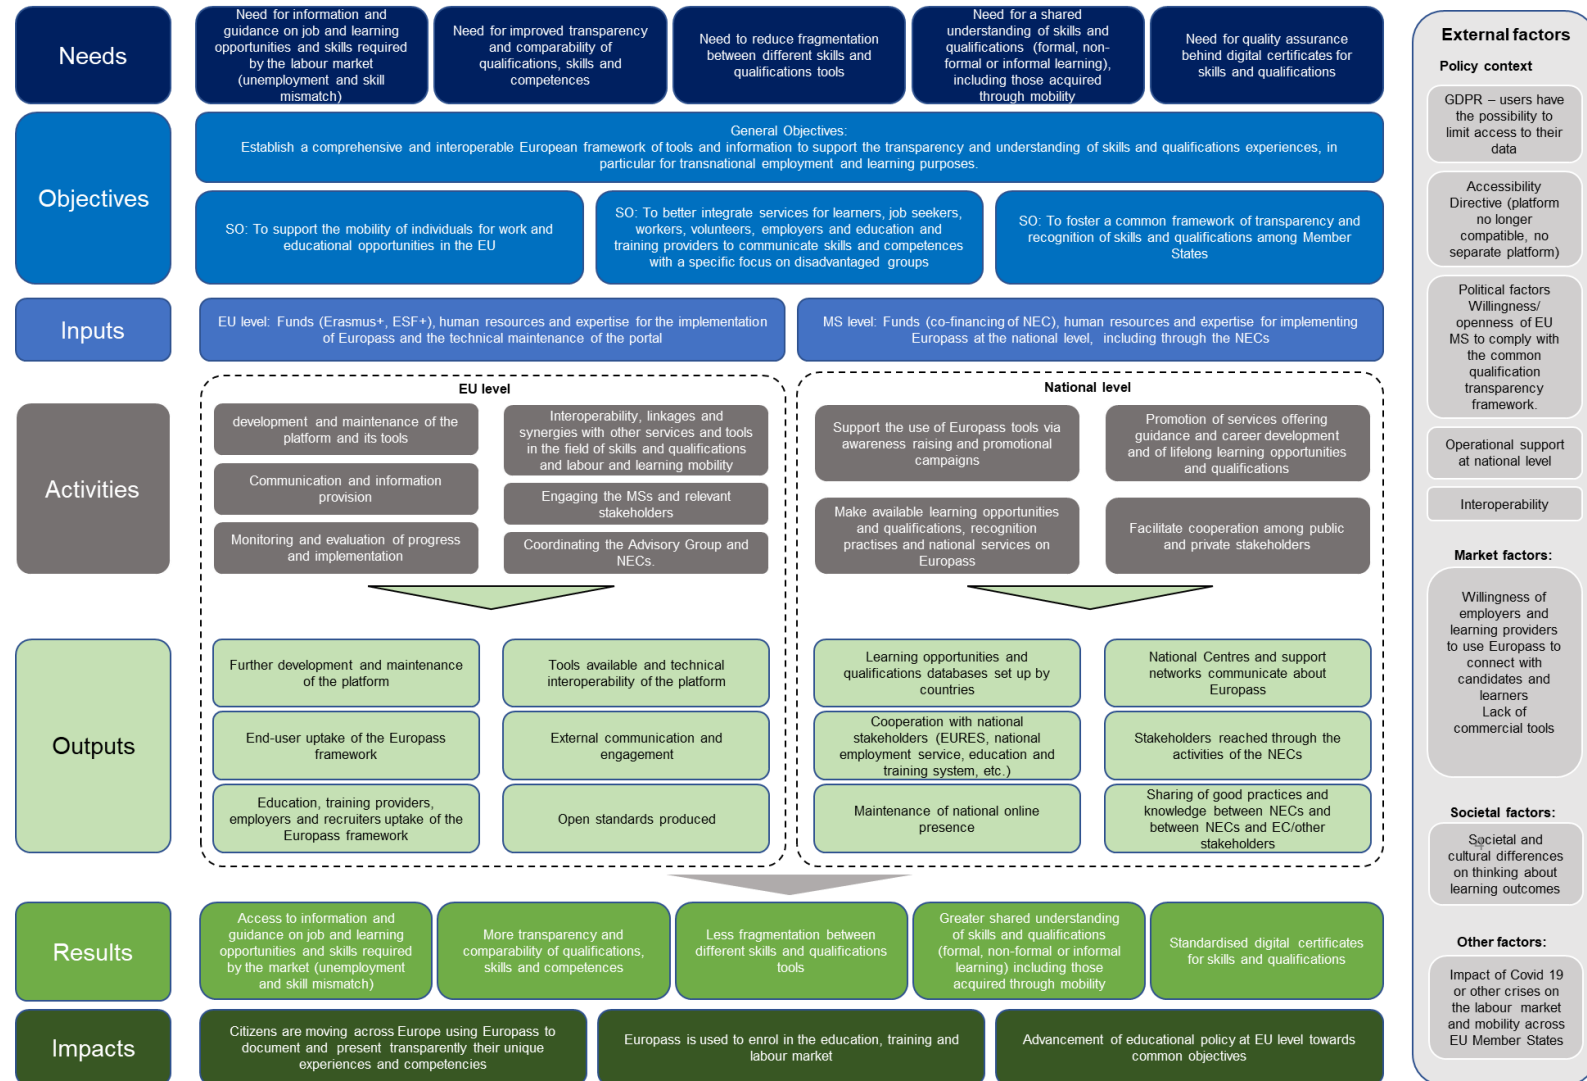 Needs
Need for information and
guidance on job and learning
opportunities and skills required
by the labour market
(unemployment and skill
mismatch)
Need for improved transparency
and comparability of
qualifications, skills and
competences
Need to reduce fragmentation
between different skills and
qualifications tools
Need for a shared
understanding of skills and
qualifications (formal, non-
formal or informal learning),
including those acquired
through mobility
Need for quality assurance
behind digital certificates for
skills and qualifications
Objectives
General Objectives:
Establish a comprehensive and interoperable European framework of tools and information to support the transparency and understanding of skills and qualifications experiences, in
particular for transnational employment and learning purposes.
SO: To support the mobility of individuals for work and
educational opportunities in the EU
SO: To better integrate services for learners, job seekers,
workers, volunteers, employers and education and
training providers to communicate skills and competences
with a specific focus on disadvantaged groups
SO: To foster a common framework of transparency and
recognition of skills and qualifications among Member
States
Inputs
EU level: Funds (Erasmus+, ESF+), human resources and expertise for the implementation
of Europass and the technical maintenance of the portal
MS level: Funds (co-financing of NEC), human resources and expertise for implementing
Europass at the national level, including through the NECs
Activities
EU level
development and maintenance of the
platform and its tools
Interoperability, linkages and
synergies with other services and tools
in the field of skills and qualifications
and labour and learning mobility
Communication and information
provision
Engaging the MSs and relevant
stakeholders
Monitoring and evaluation of progress
and implementation
Coordinating the Advisory Group and
NECs.
National level
Support the use of Europass tools via
awareness raising and promotional
campaigns
Promotion of services offering
guidance and career development
and of lifelong learning opportunities
and qualifications
Make available learning opportunities
and qualifications, recognition
practises and national services on
Europass
Facilitate cooperation among public
and private stakeholders
Outputs
Further development and maintenance
of the platform
Tools available and technical
interoperability of the platform
End-user uptake of the Europass
framework
External communication and
engagement
Education, training providers,
employers and recruiters uptake of the
Europass framework
Open standards produced
Learning opportunities and
qualifications databases set up by
countries
National Centres and support
networks communicate about
Europass
Cooperation with national
stakeholders (EURES, national
employment service, education and
training system, etc.)
Stakeholders reached through the
activities of the NECs
Maintenance of national online
presence
Sharing of good practices and
knowledge between NECs and
between NECs and EC/other
stakeholders
Results
Access to information and
guidance on job and learning
opportunities and skills required
by the market (unemployment
and skill mismatch)
More transparency and
comparability of qualifications,
skills and competences
Less fragmentation between
different skills and qualifications
tools
Greater shared understanding
of skills and qualifications
(formal, non-formal or informal
learning) including those
acquired through mobility
Standardised digital certificates
for skills and qualifications
Impacts
Citizens are moving across Europe using Europass to
document and present transparently their unique
experiences and competencies
Europass is used to enrol in the education, training and
labour market
Advancement of educational policy at EU level towards
common objectives
External factors
Policy context
GDPR – users have
the possibility to
limit access to their
data
Accessibility
Directive (platform
no longer
compatible, no
separate platform)
Political factors
Willingness/
openness of EU
MS to comply with
the common
qualification
transparency
framework.
Operational support
at national level
Interoperability
Market factors:
Willingness of
employers and
learning providers
to use Europass to
connect with
candidates and
learners
Lack of
commercial tools
Societal factors:
Societal and
cultural differences
on thinking about
learning outcomes
4
Other factors:
Impact of Covid 19
or other crises on
the labour market
and mobility across
EU Member States